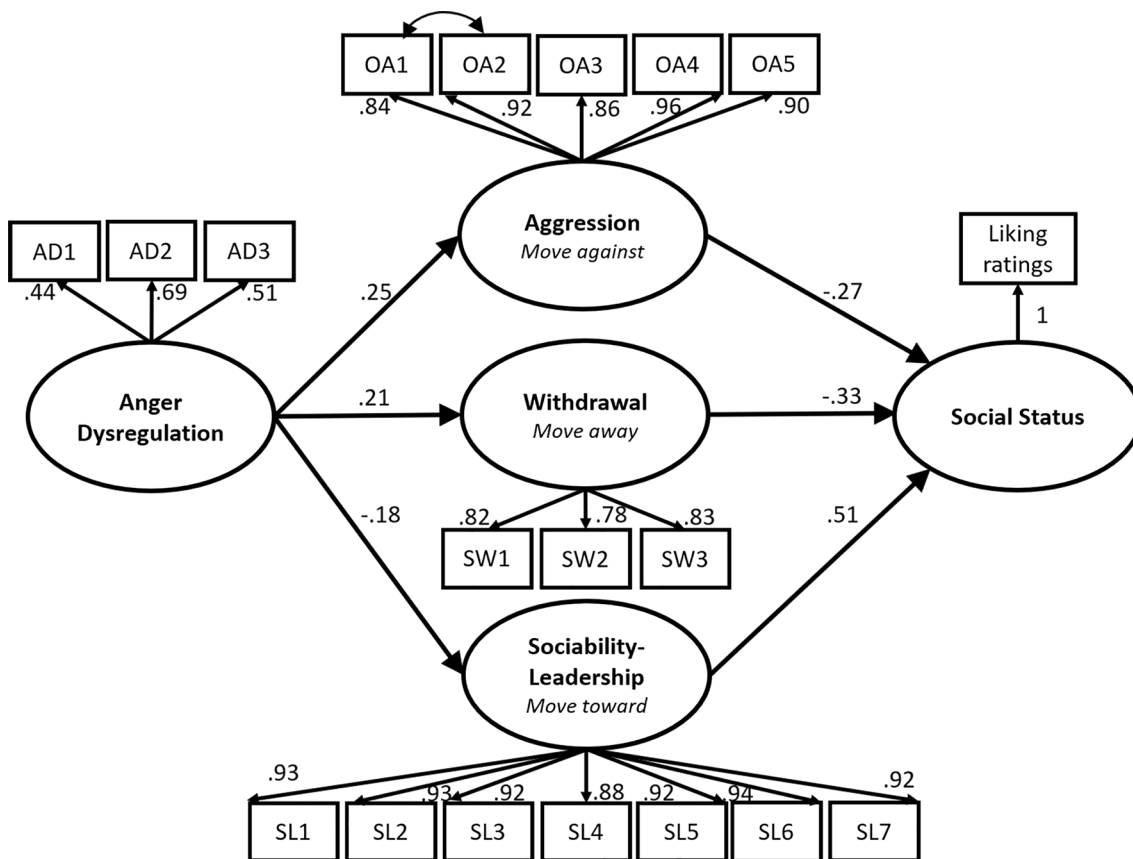 OA1 OA2 OA3 OA4 OA5
.84 .92 .86 .96 .90
Aggression
Move against
AD1 AD2 AD3
.44 .69 .51
Liking
ratings
1
.25
-.27
Anger
Dysregulation
.21
Withdrawal
Move away
-.33
Social Status
-.18
.82 .78 .83
.51
SW1 SW2 SW3
Sociability-
Leadership
Move toward
.93 .93 .92 .88 .92 .94 .92
SL1 SL2 SL3 SL4 SL5 SL6 SL7